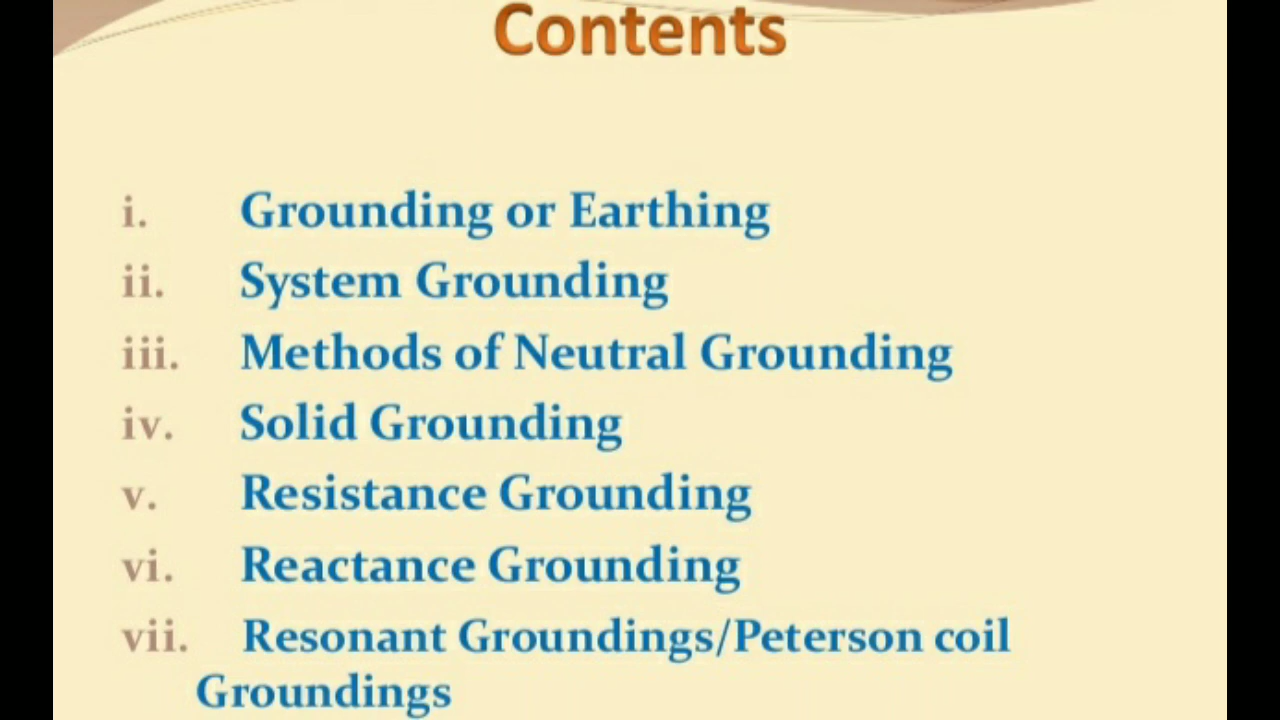 Contents
i. Grounding or Earthing
ii. System Grounding
iii. Methods of Neutral Grounding
iv. Solid Grounding
v. Resistance Grounding
vi. Reactance Grounding
vii. Resonant Groundings/Peterson coil
Groundings